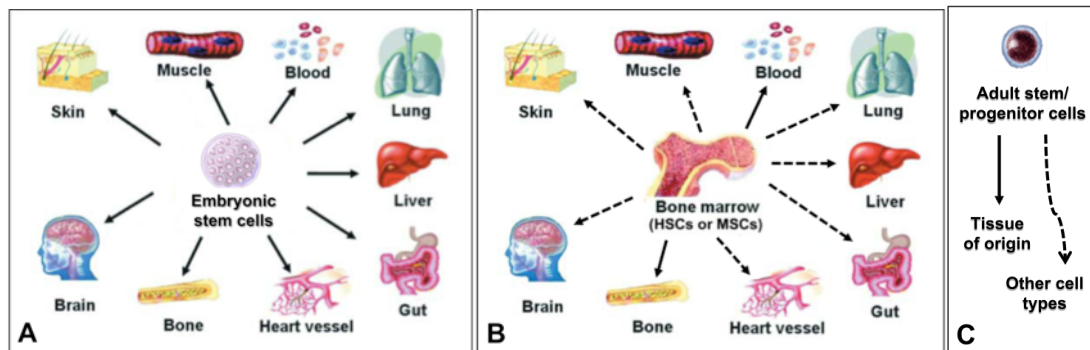 Skin
Muscle
Blood
Lung
Embryonic
stem cells
Liver
Brain
Bone
Heart vessel
Gut
A
Skin
Muscle
Blood
Lung
Bone marrow
(HSCs or MSCs)
Liver
Brain
Bone
Heart vessel
Gut
B
Adult stem/
progenitor cells
Tissue
of origin
Other cell
types
C